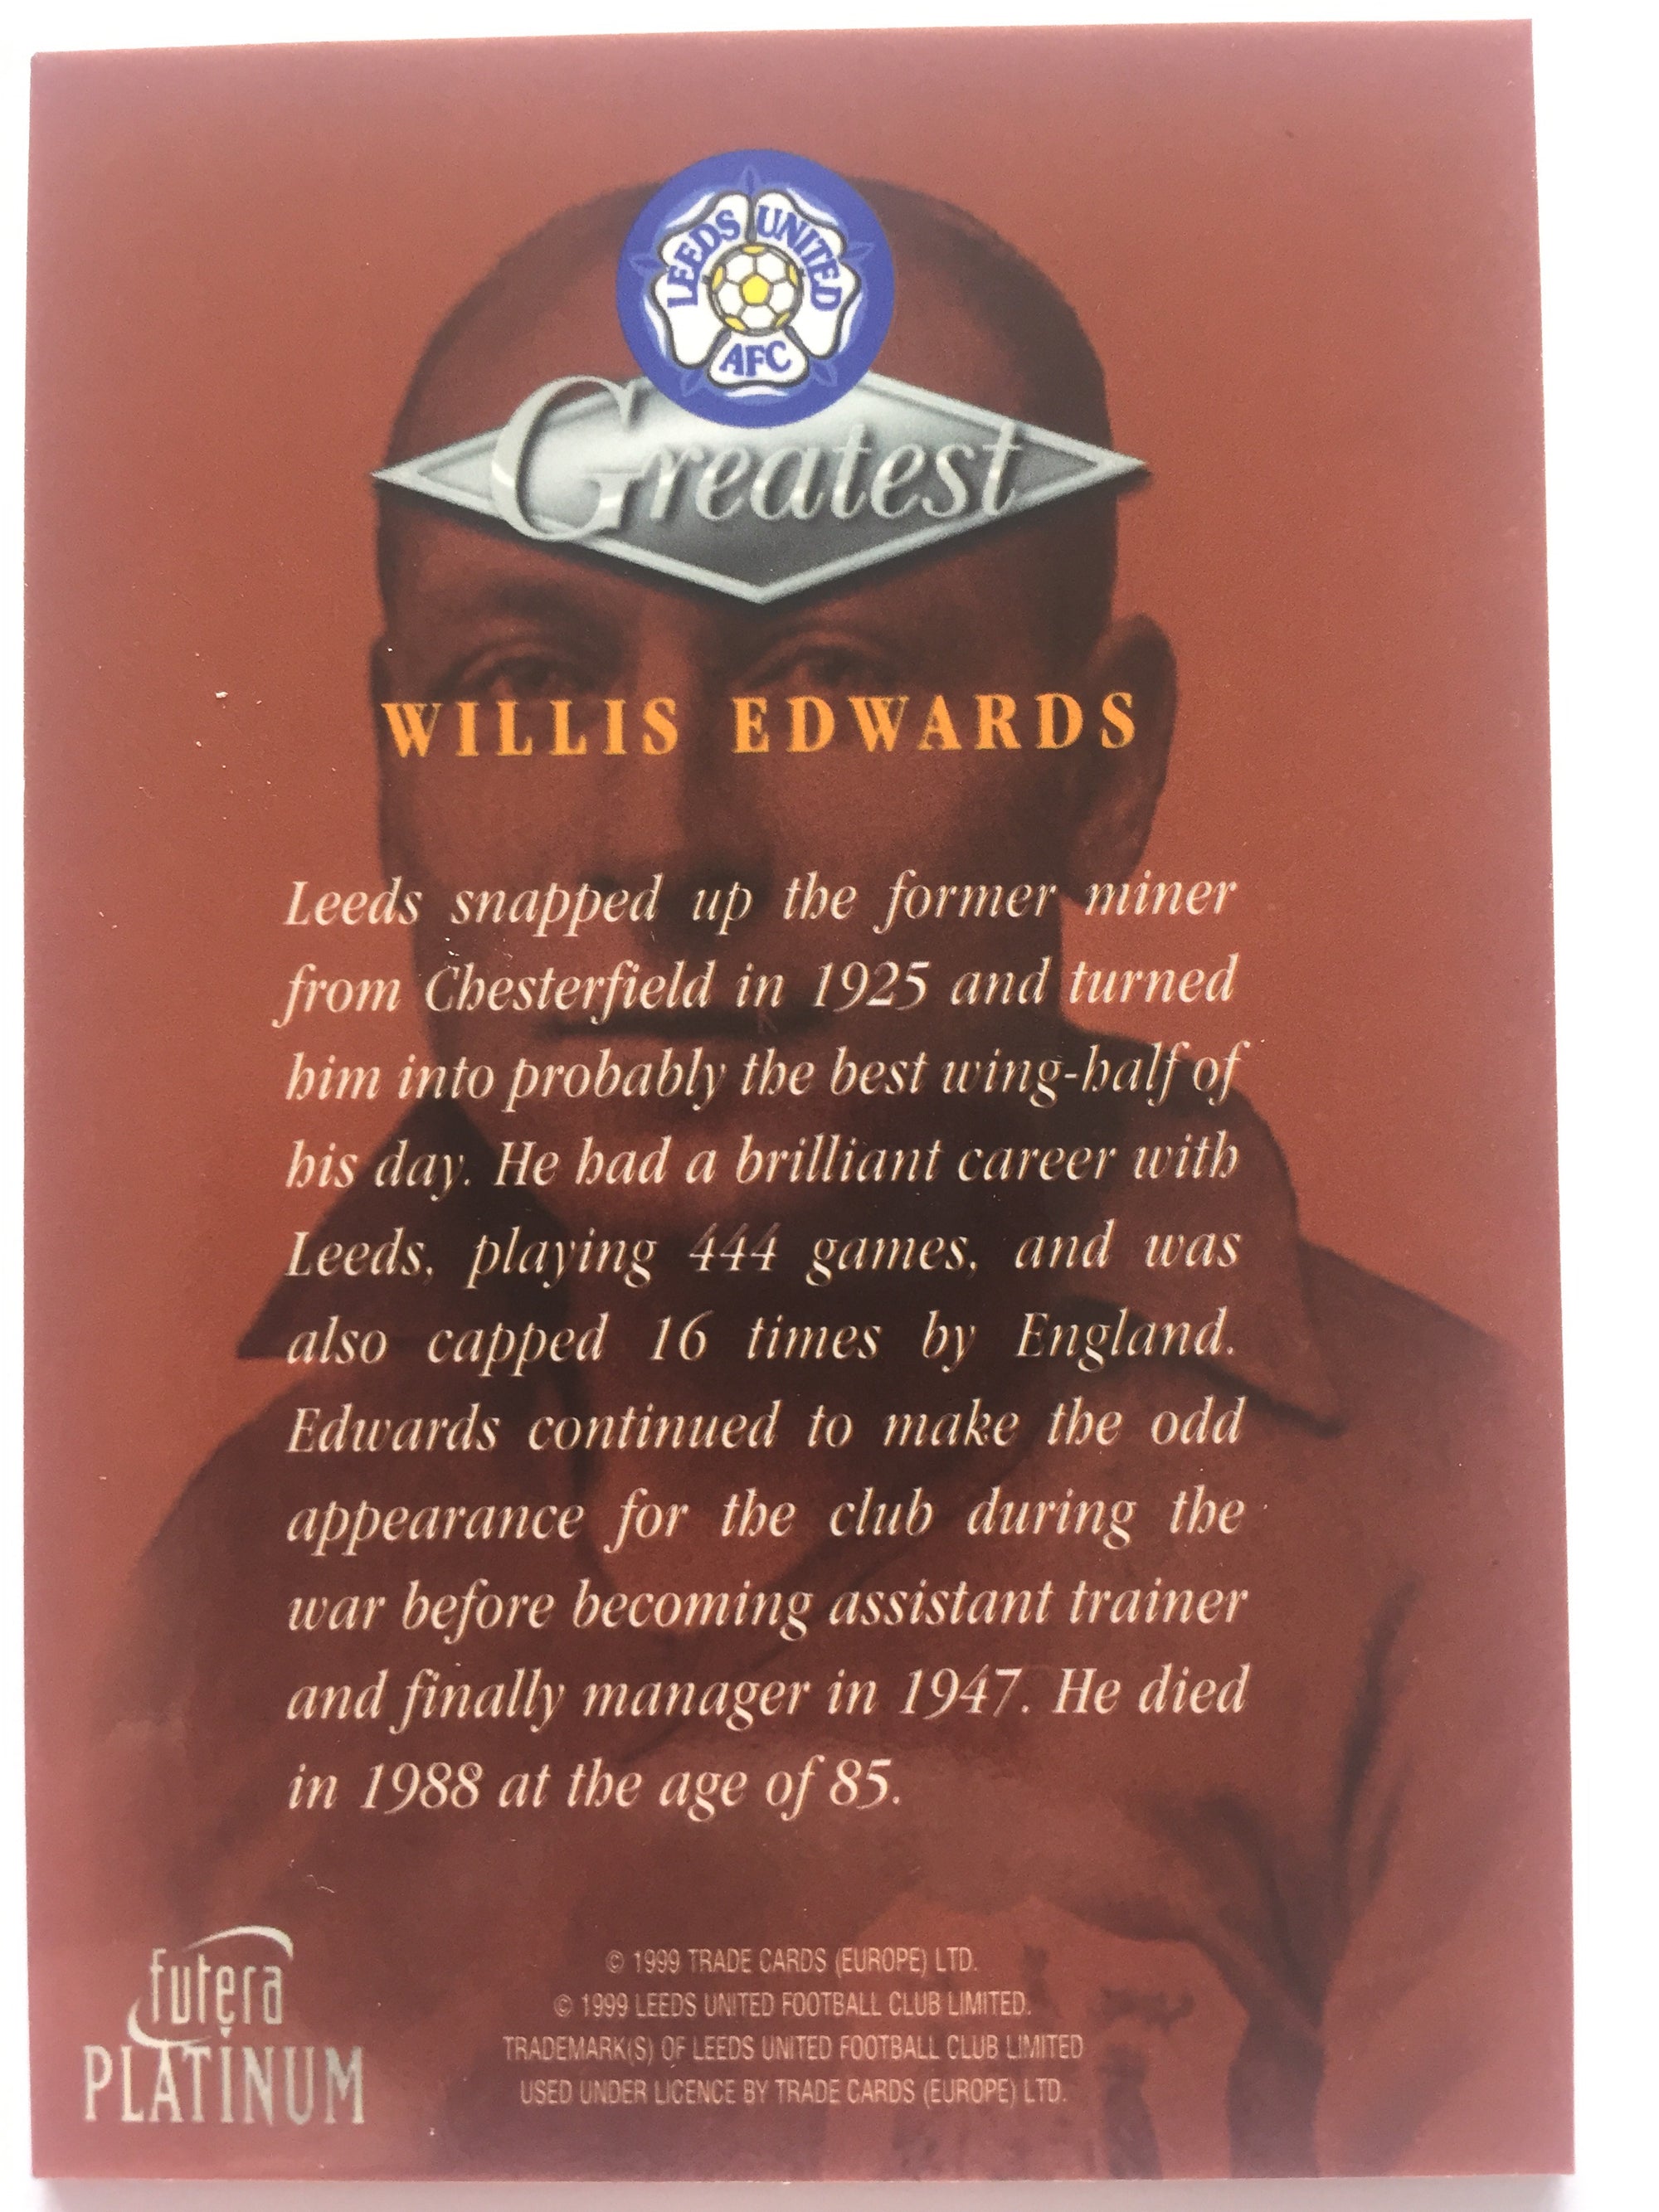 LEEDS UNITED
AFC
Greatest
WILLIS EDWARDS
Leeds snapped up the former miner
from Chesterfield in 1925 and turned
him into probably the best wing-half of
his day. He had a brilliant career with
Leeds, playing 444 games, and was
also capped 16 times by England.
Edwards continued to make the odd
appearance for the club during the
war before becoming assistant trainer
and finally manager in 1947. He died
in 1988 at the age of 85.
futera
PLATINUM
© 1999 TRADE CARDS (EUROPE) LTD.
© 1999 LEEDS UNITED FOOTBALL CLUB LIMITED.
TRADEMARK(S) OF LEEDS UNITED FOOTBALL CLUB LIMITED
USED UNDER LICENCE BY TRADE CARDS (EUROPE) LTD.